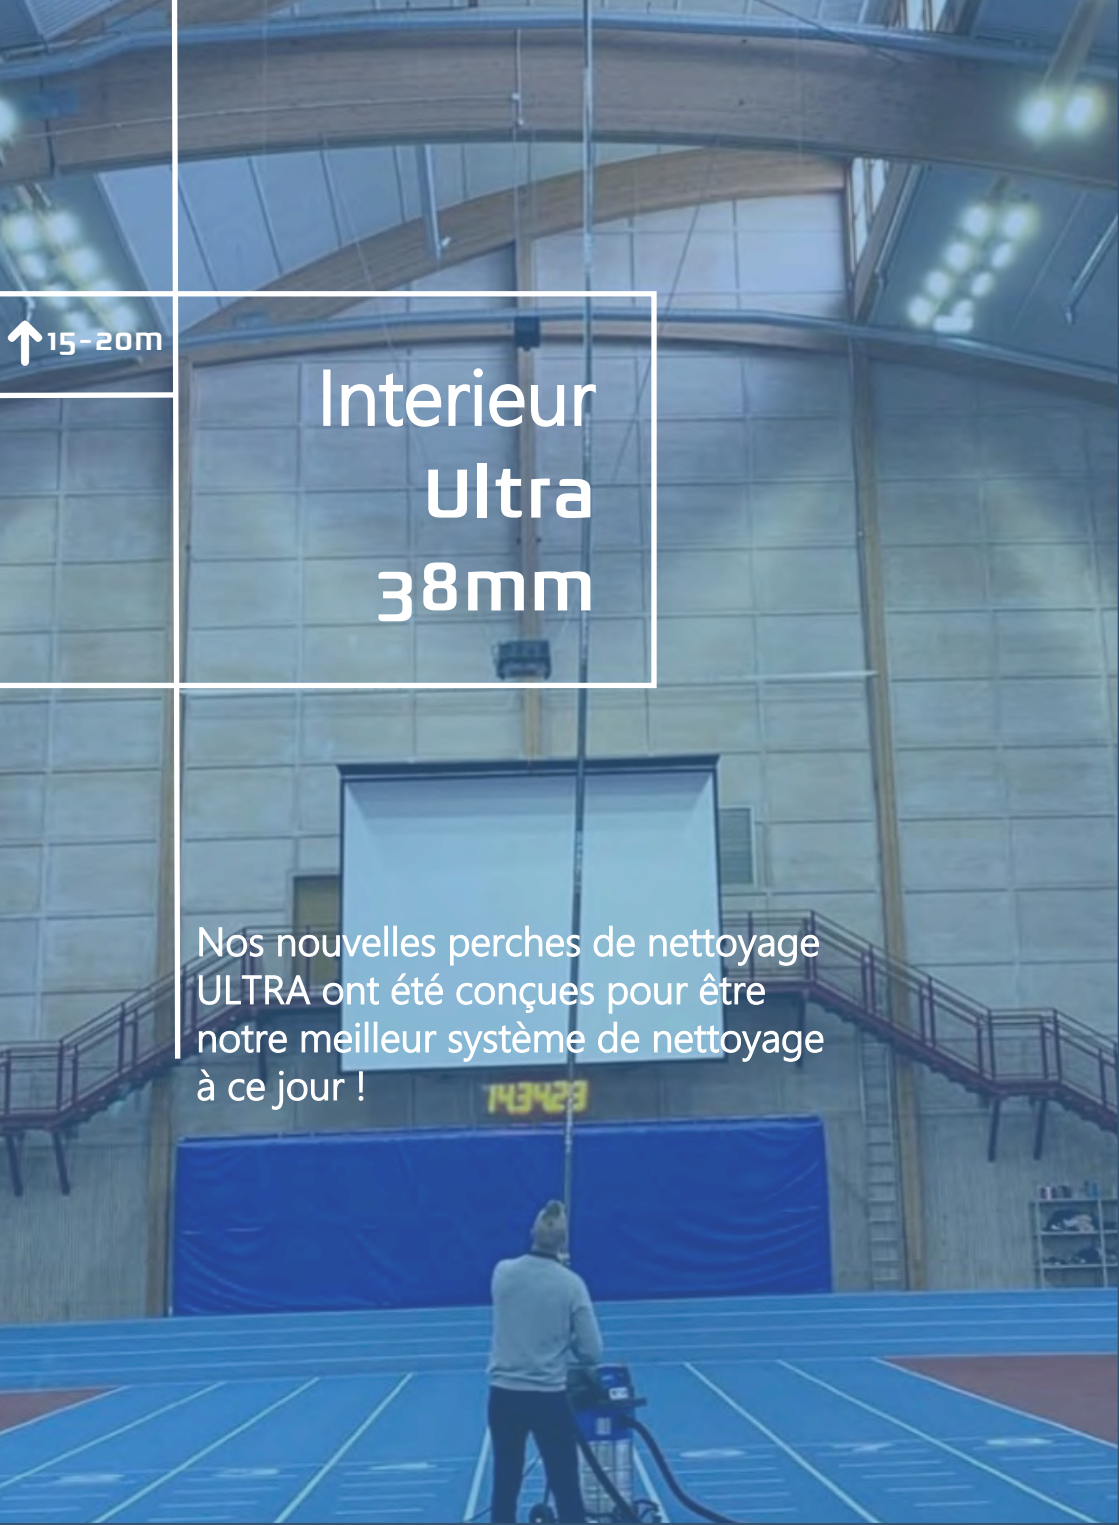 15-20m
Interieur
Ultra
38mm
Nos nouvelles perches de nettoyage
ULTRA ont été conçues pour être
notre meilleur système de nettoyage
à ce jour !
143423